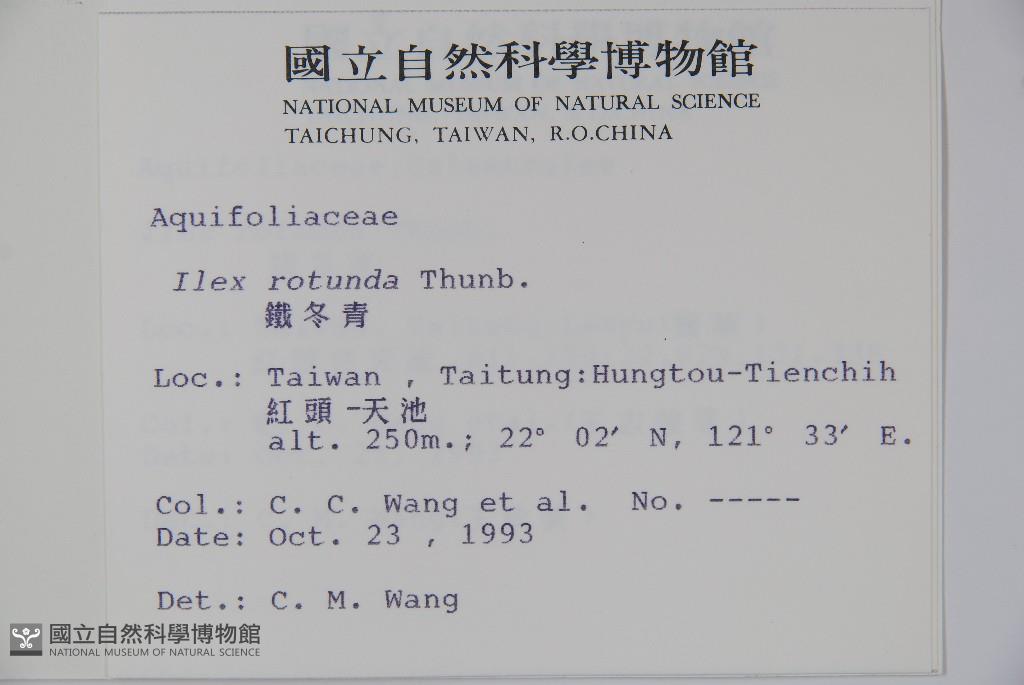 國立自然科學博物館
NATIONAL MUSEUM OF NATURAL SCIENCE
TAICHUNG, TAIWAN, R.O.CHINA
Aquifoliaceae
Ilex rotunda Thunb.
鐵冬青
Loc.: Taiwan , Taitung:Hungtou-Tienchih
紅頭-天池
alt. 250m.; 22° 02′ N, 121° 33′ E.
Col.: C. C. Wang et al. No. -----
Date: Oct. 23 , 1993
Det.: C. M. Wang
國立自然科學博物館
NATIONAL MUSEUM OF NATURAL SCIENCE